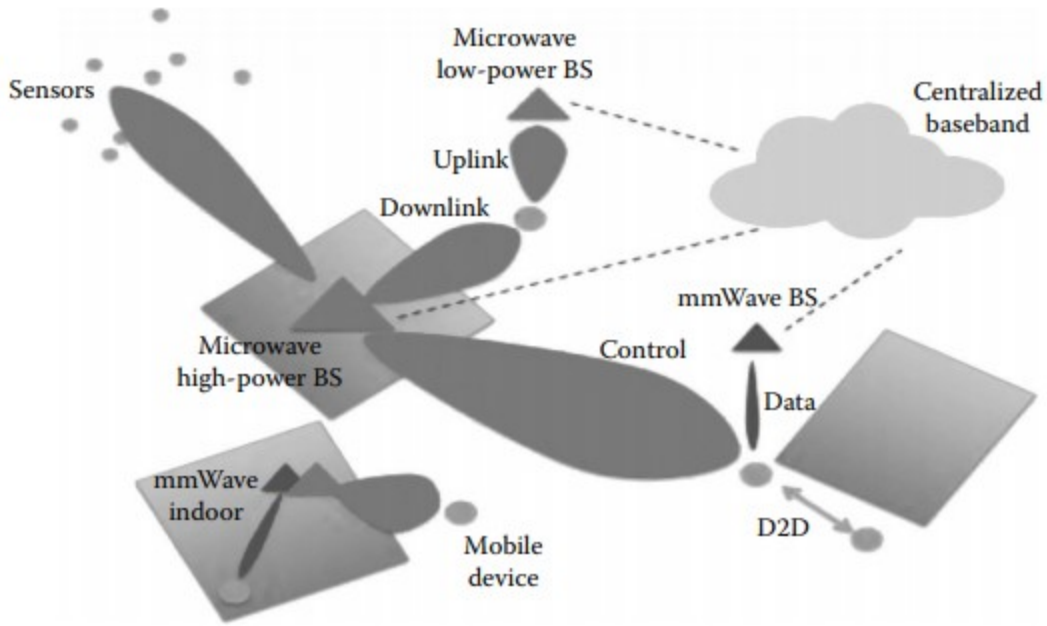 Microwave
low-power BS
Sensors
Centralized
baseband
Uplink
Downlink
mmWave BS
Microwave
high-power BS
Control
Data
mmWave
indoor
D2D
Mobile
device